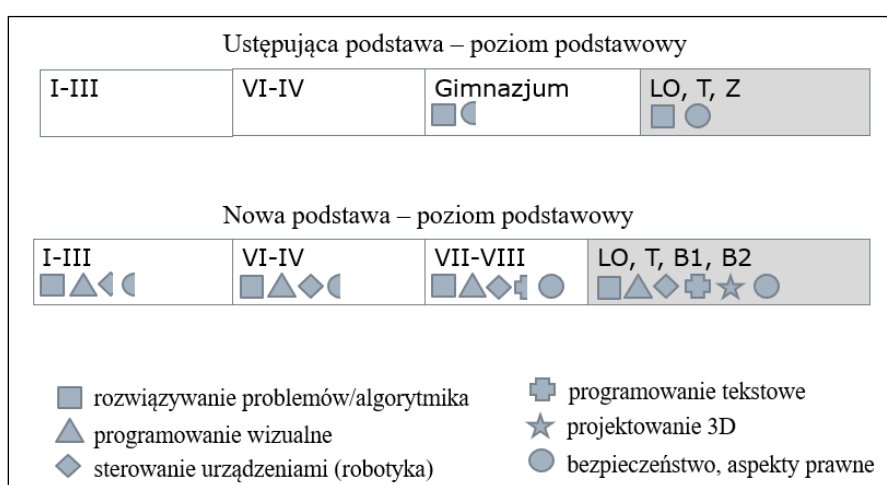 Ustępująca podstawa – poziom podstawowy
I-III VI-IV Gimnazjum LO, T, Z
Nowa podstawa – poziom podstawowy
I-III VI-IV VII-VIII LO, T, B1, B2
rozwiązywanie problemów/algorytmika
programowanie wizualne
sterowanie urządzeniami (robotyka)
programowanie tekstowe
projektowanie 3D
bezpieczeństwo, aspekty prawne